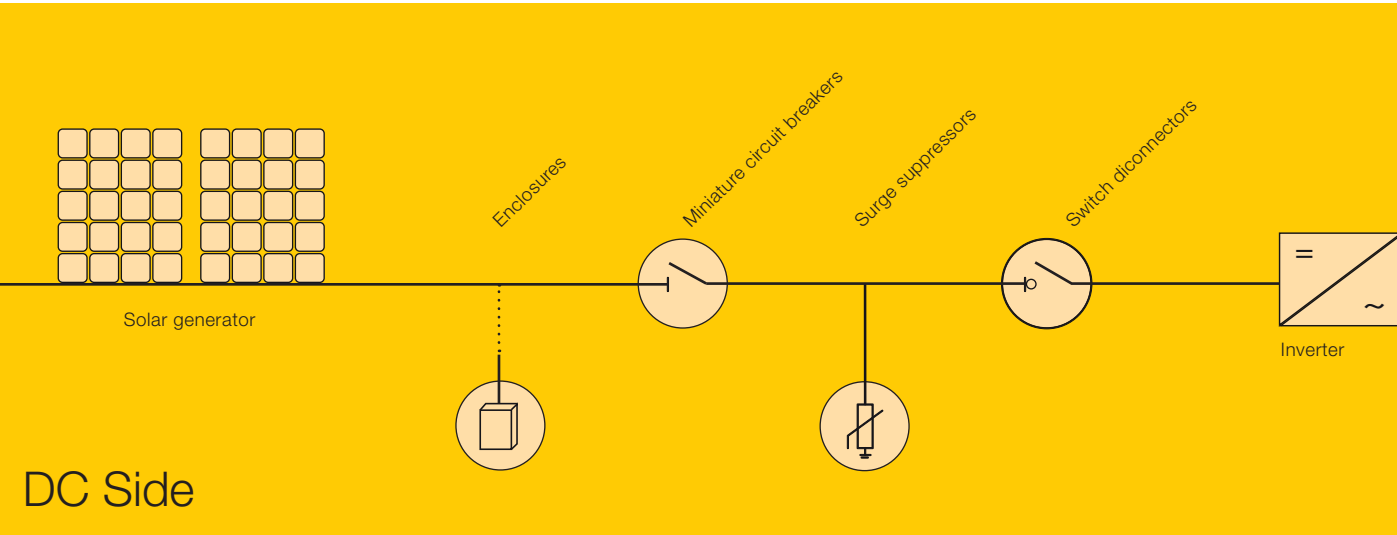 Enclosures
Miniature circuit breakers
Surge suppressors
Switch diconnectors
Solar generator
=
~
Inverter
DC Side